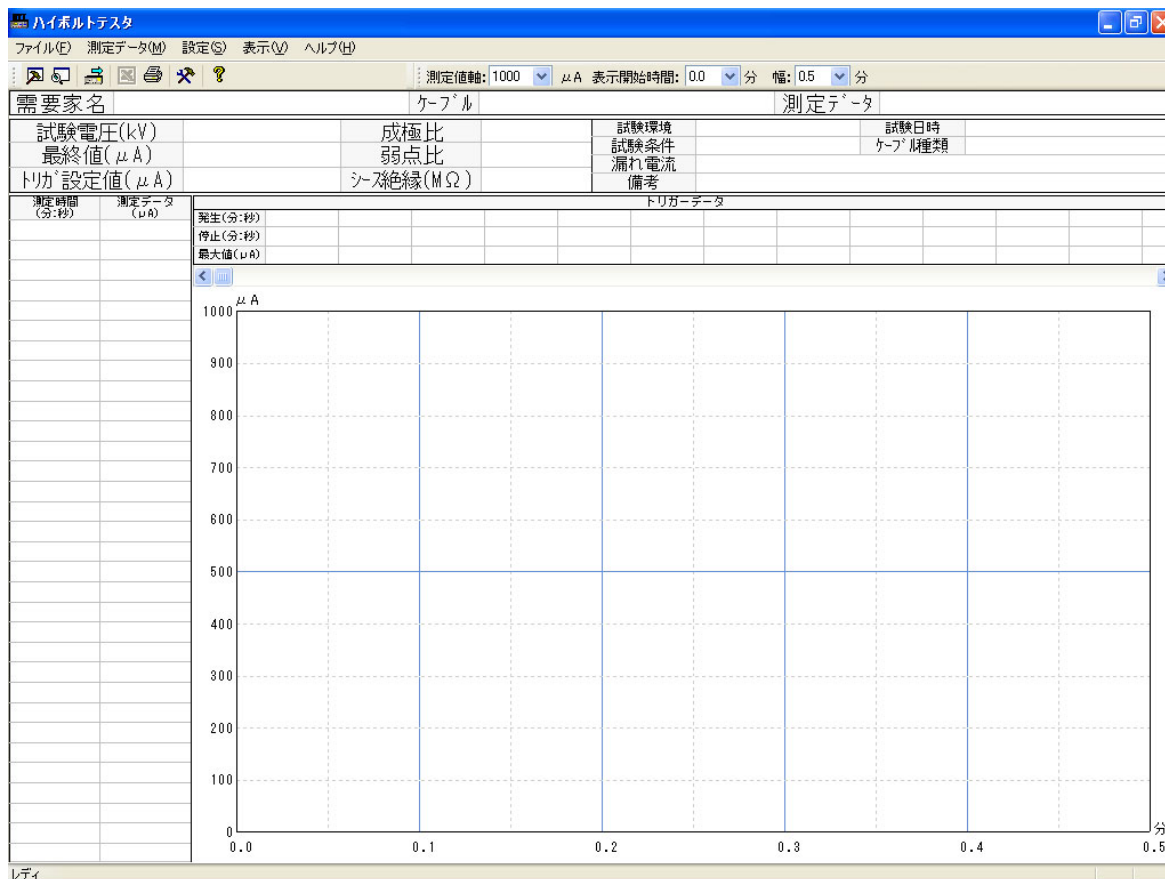 ハイボルトテスタ
ファイル(F) 測定データ(M) 設定(S) 表示(V) ヘルプ(H)
測定値軸: 1000 μA 表示開始時間: 0.0 分 幅: 0.5 分
需要家名 ケーブル 測定データ
試験電圧(kV) 成極比 試験環境 試験日時
最終値(μA) 弱点比 試験条件 ケーブル種類
トリガ設定値(μA) シース絶縁(MΩ) 漏れ電流
備考
測定時間 測定データ トリガーデータ
(分:秒) (μA)
発生(分:秒)
停止(分:秒)
最大値(μA)
μA
1000
900
800
700
600
500
400
300
200
100
0
分
0.0 0.1 0.2 0.3 0.4 0.5
レディ